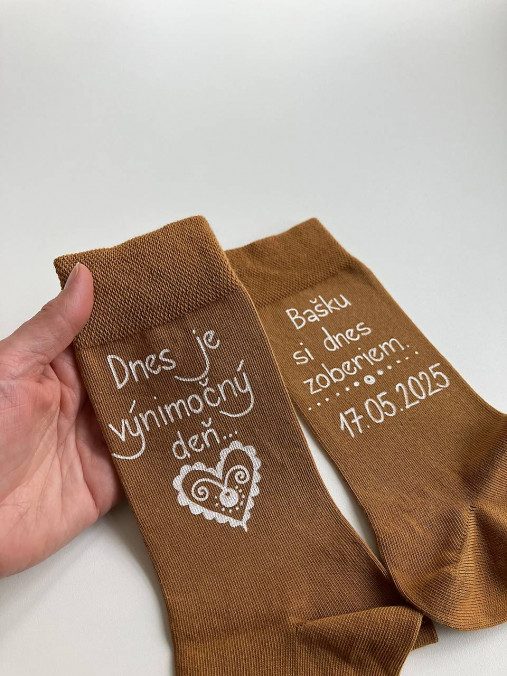 Dnes je
výnimočný
deň...
Bašku
si dnes
zoberiem.
17.05.2025